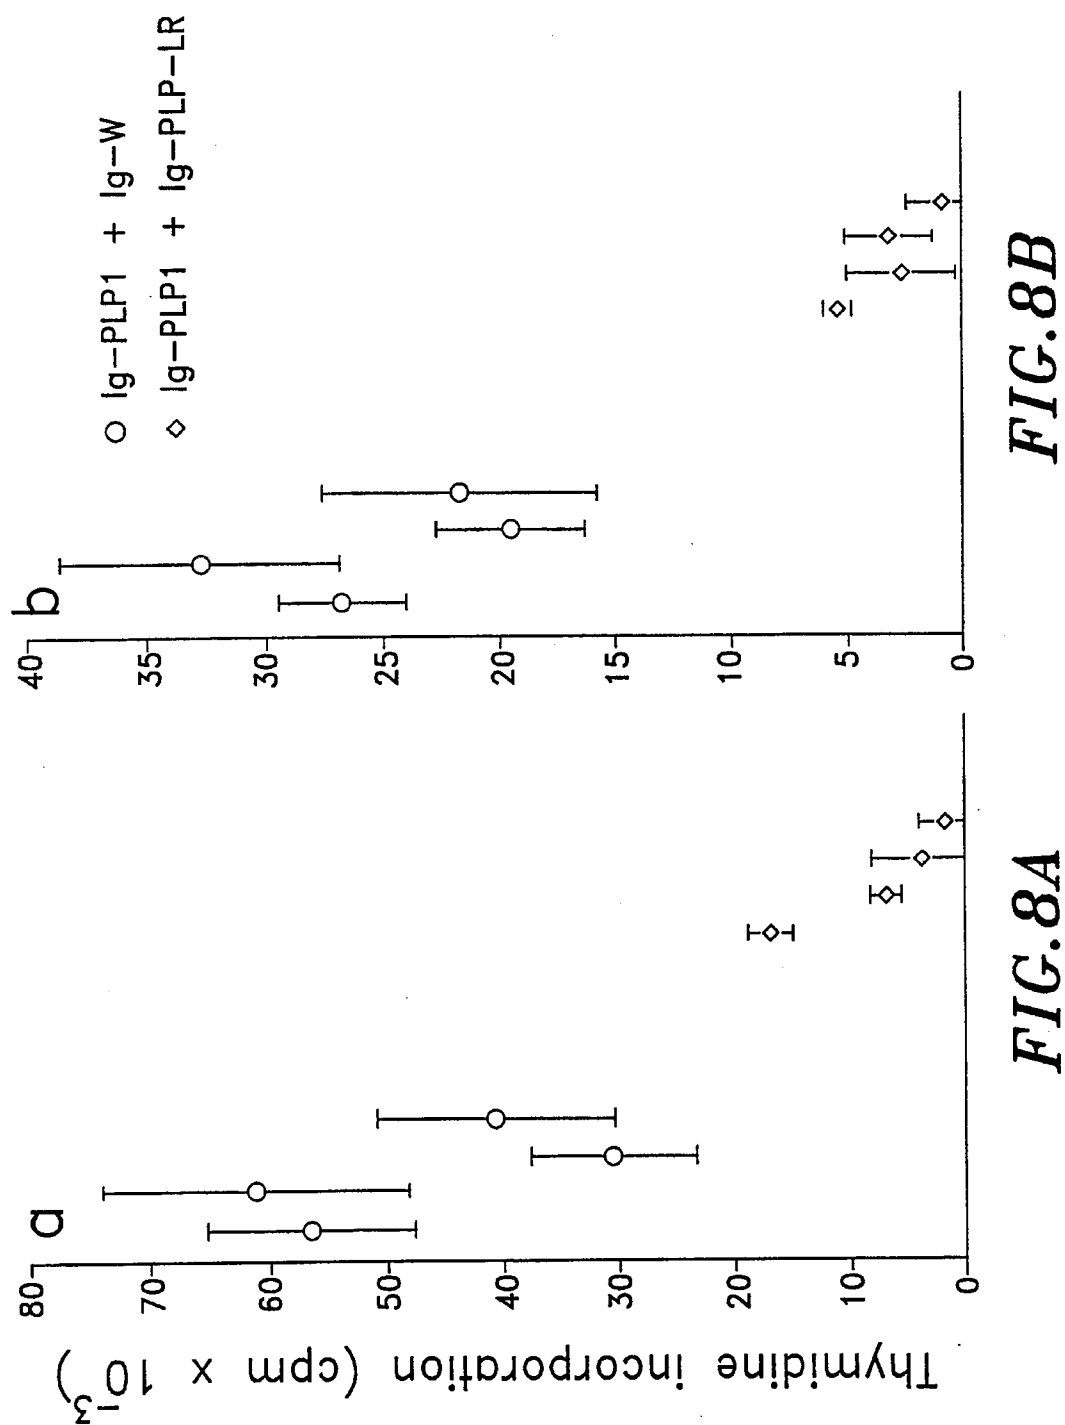 Thymidine incorporation (cpm x 10⁻³)
a
80
70
60
50
40
30
20
10
0
FIG.8A
b
40
35
30
25
20
15
10
5
0
Ig-PLP1 + Ig-W
Ig-PLP1 + Ig-PLP-LR
FIG.8B